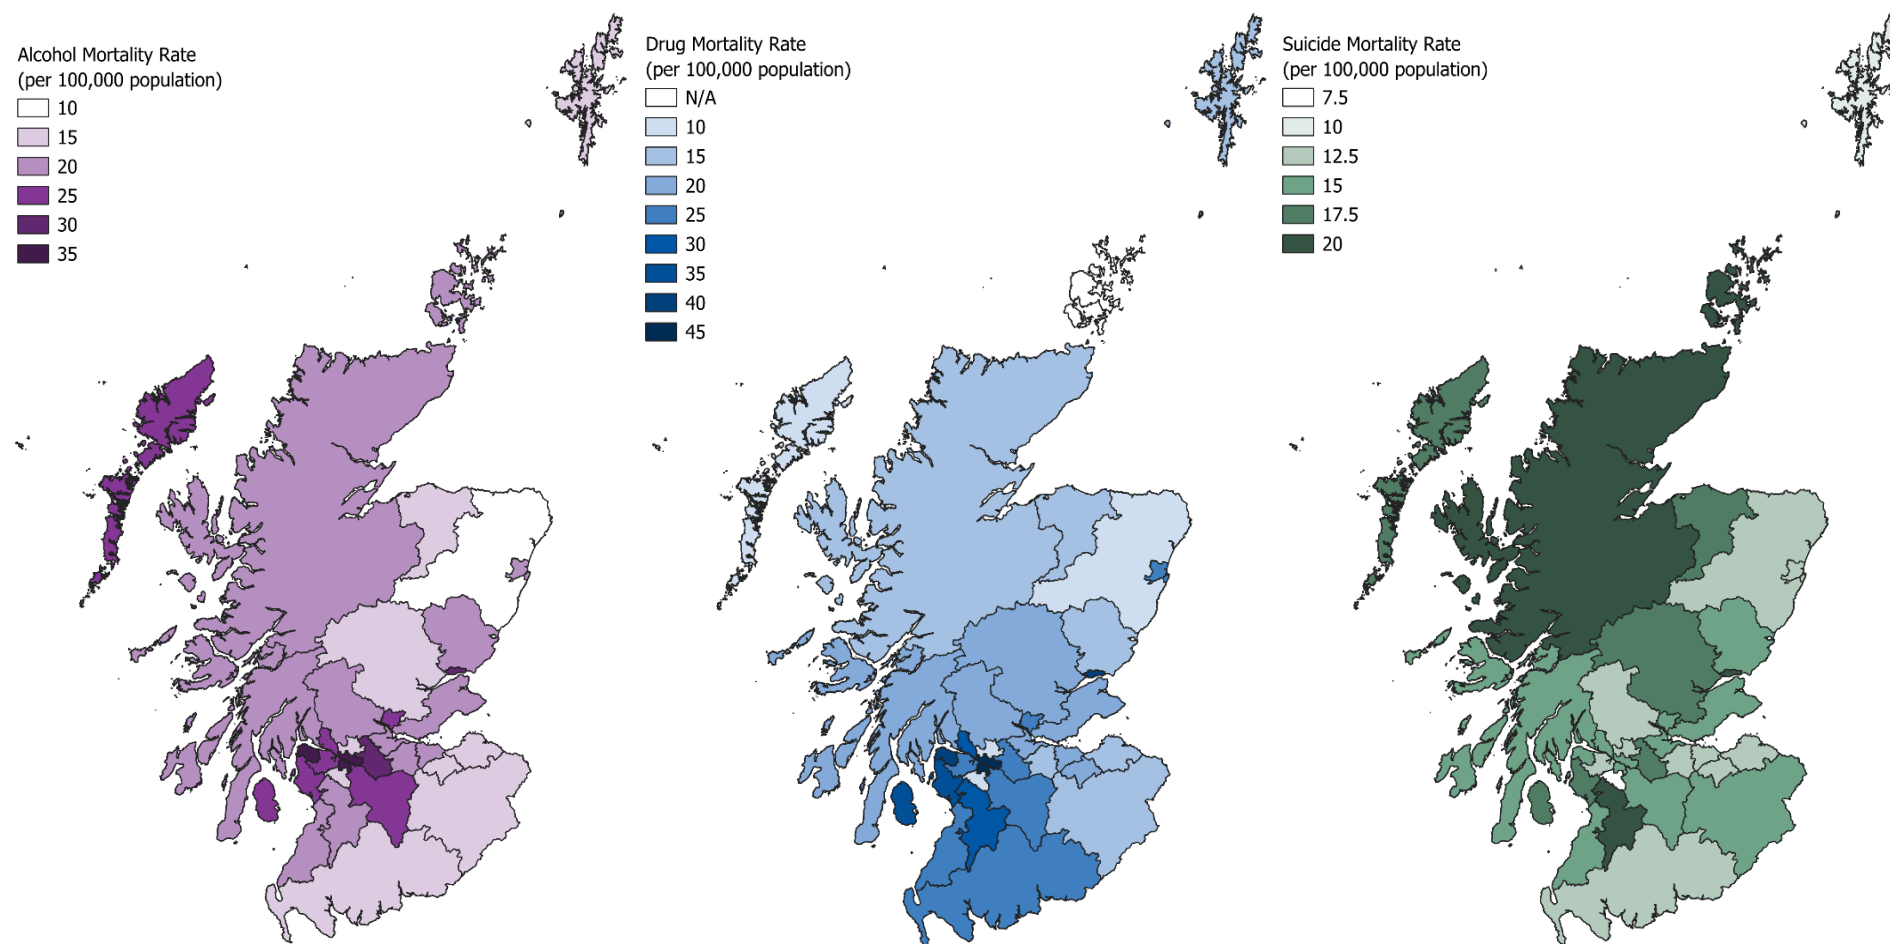 Alcohol Mortality Rate
(per 100,000 population)
10
15
20
25
30
35
Drug Mortality Rate
(per 100,000 population)
N/A
10
15
20
25
30
35
40
45
Suicide Mortality Rate
(per 100,000 population)
7.5
10
12.5
15
17.5
20